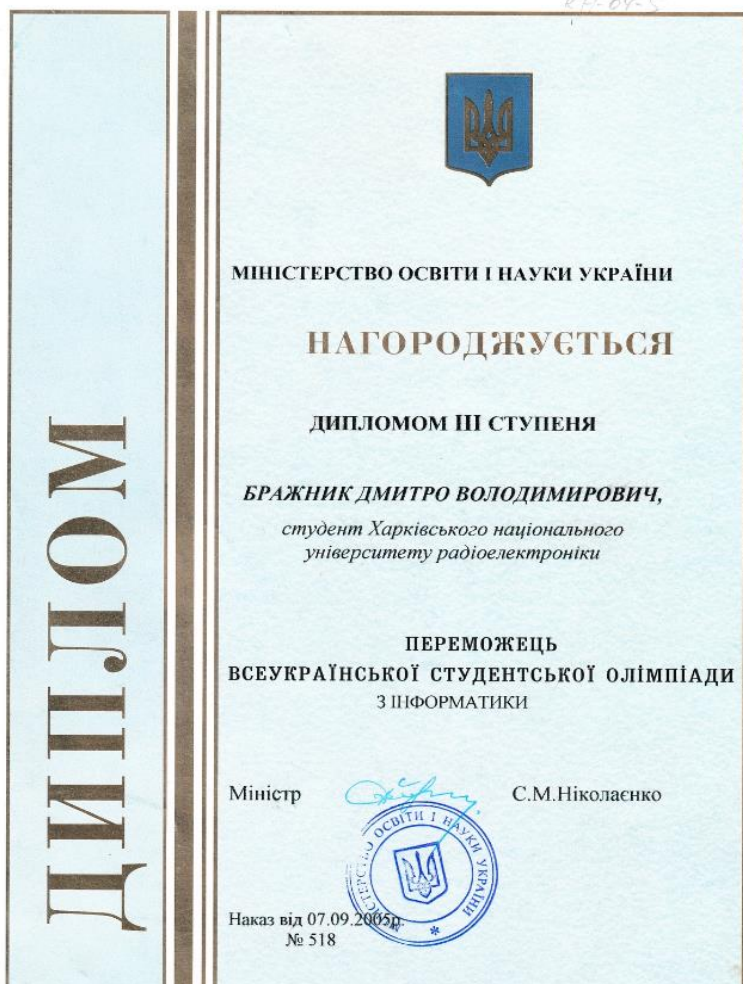 ДИПЛОМ
МІНІСТЕРСТВО ОСВІТИ І НАУКИ УКРАЇНИ
НАГОРОДЖУЄТЬСЯ
ДИПЛОМОМ ІІІ СТУПЕНЯ
БРАЖНИК ДМИТРО ВОЛОДИМИРОВИЧ,
студент Харківського національного
університету радіоелектроніки
ПЕРЕМОЖЕЦЬ
ВСЕУКРАЇНСЬКОЇ СТУДЕНТСЬКОЇ ОЛІМПІАДИ
З ІНФОРМАТИКИ
Міністр С.М.Ніколаєнко
МІНІСТЕРСТВО ОСВІТИ І НАУКИ УКРАЇНИ
Наказ від 07.09.2005р.
№ 518